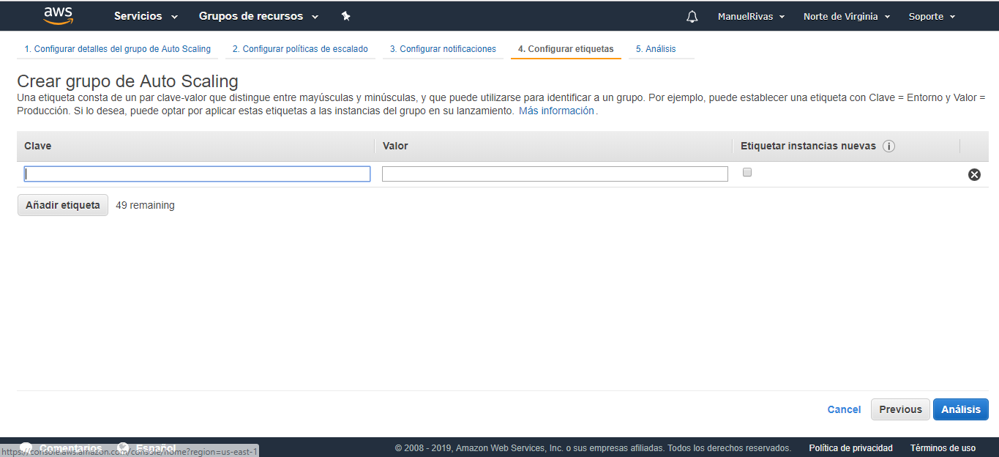 aws Servicios Grupos de recursos ManuelRivas Norte de Virginia Soporte
1. Configurar detalles del grupo de Auto Scaling 2. Configurar políticas de escalado 3. Configurar notificaciones 4. Configurar etiquetas 5. Análisis
Crear grupo de Auto Scaling
Una etiqueta consta de un par clave-valor que distingue entre mayúsculas y minúsculas, y que puede utilizarse para identificar a un grupo. Por ejemplo, puede establecer una etiqueta con Clave = Entorno y Valor =
Producción. Si lo desea, puede optar por aplicar estas etiquetas a las instancias del grupo en su lanzamiento. Más información.
Clave Valor Etiquetar instancias nuevas i
Añadir etiqueta 49 remaining
Cancel Previous Análisis
Comentarios Español © 2008 - 2019, Amazon Web Services, Inc. o sus empresas afiliadas. Todos los derechos reservados. Política de privacidad Términos de uso
https://console.aws.amazon.com/console/home?region=us-east-1